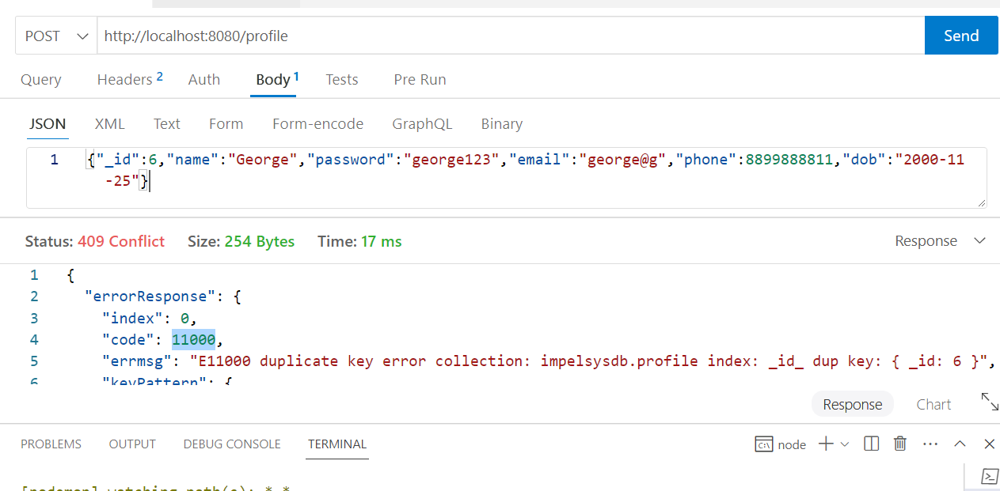 POST http://localhost:8080/profile Send
Query Headers 2 Auth Body 1 Tests Pre Run
JSON XML Text Form Form-encode GraphQL Binary
1 {"_id":6,"name":"George","password":"george123","email":"george@g","phone":8899888811,"dob":"2000-11
-25"}
Status: 409 Conflict Size: 254 Bytes Time: 17 ms Response
1 {
2 "errorResponse": {
3 "index": 0,
4 "code": 11000,
5 "errmsg": "E11000 duplicate key error collection: impelsysdb.profile index: _id_ dup key: { _id: 6 }",
6 "keyPattern": {
Response Chart
PROBLEMS OUTPUT DEBUG CONSOLE TERMINAL node
[nodemon] watching path(s): *.*